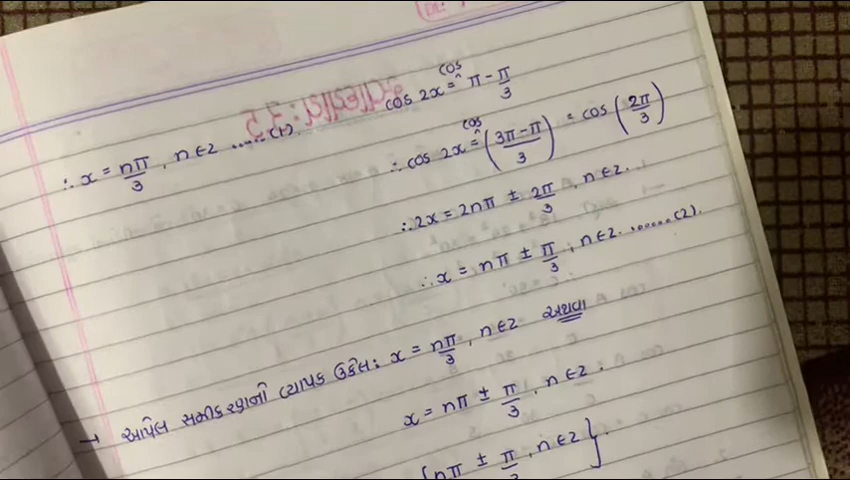 cos 2x = cos π - π/3
∴ x = nπ/3 , n ∈ Z ...... (1)
∴ cos 2x = cos (3π - π/3) = cos (2π/3)
∴ 2x = 2nπ ± 2π/3 , n ∈ Z.
∴ x = nπ ± π/3 , n ∈ Z. ...... (2).
→ આપેલ સમીકરણનો વ્યાપક ઉકેલ: x = nπ/3 , n ∈ Z અથવા
x = nπ ± π/3 , n ∈ Z .
{nπ ± π/3 , n ∈ Z}.